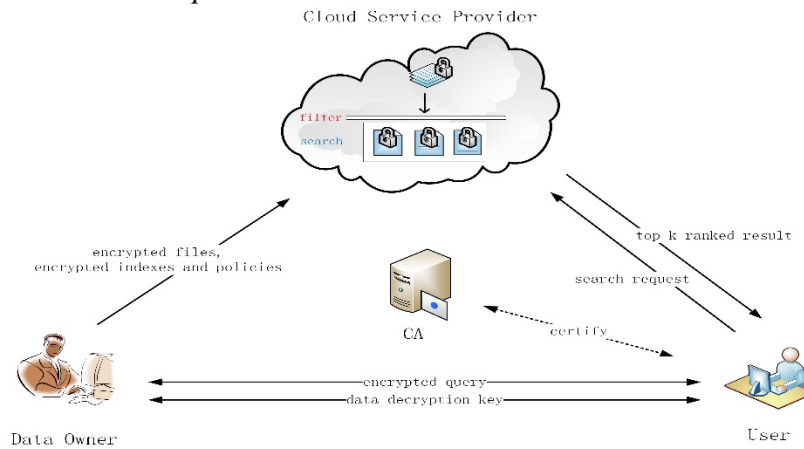 Cloud Service Provider
filter
search
encrypted files,
encrypted indexes and policies
top k ranked result
search request
CA
certify
encrypted query
data decryption key
Data Owner
User